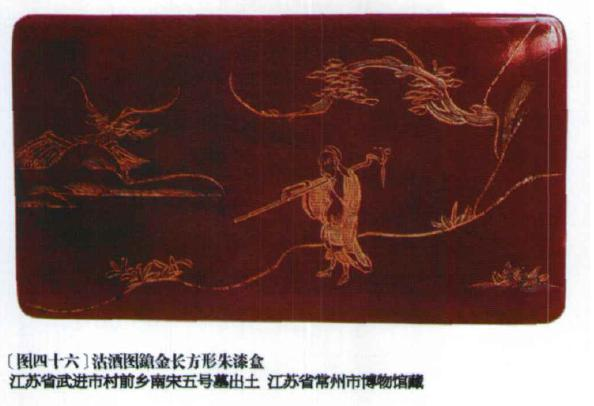 〔图四十六〕沽酒图鎗金长方形朱漆盒
江苏省武进市村前乡南宋五号墓出土 江苏省常州市博物馆藏